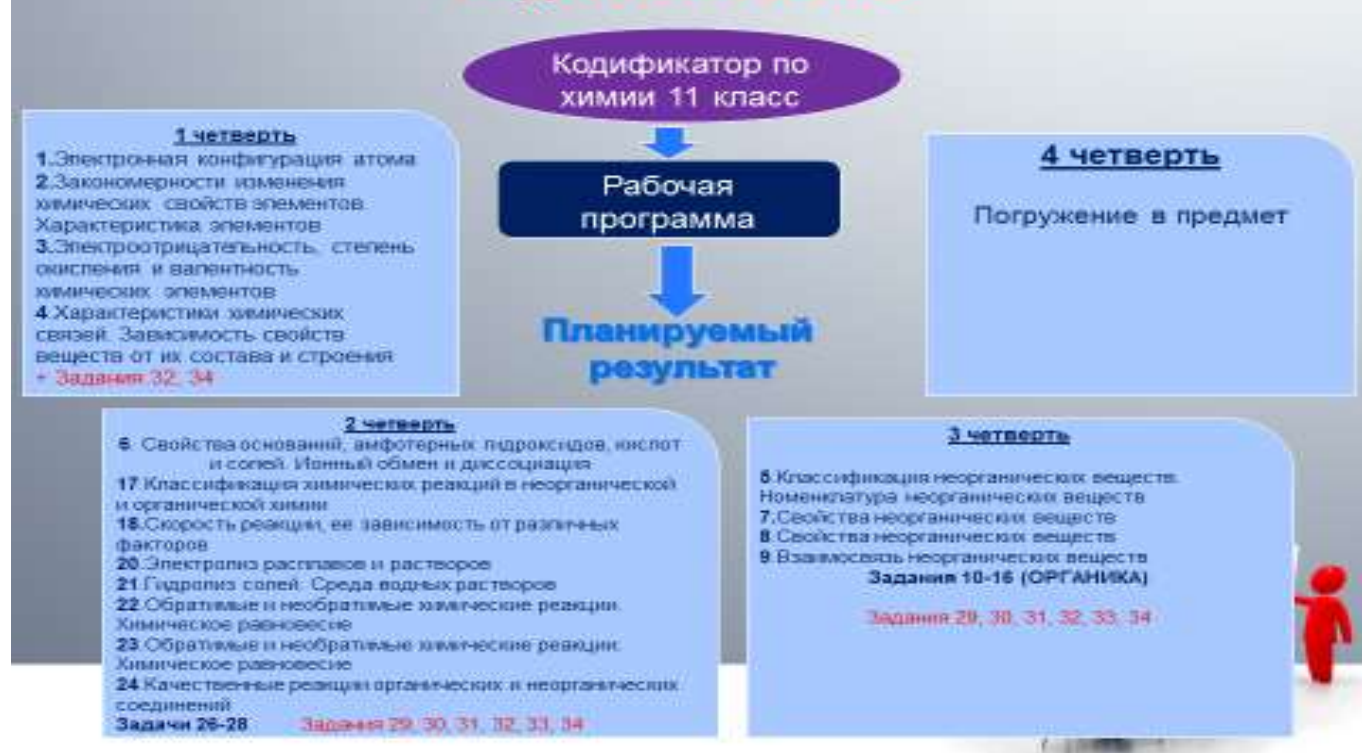 Кодификатор по
химии 11 класс
Рабочая
программа
Планируемый
результат
1 четверть
1.Электронная конфигурация атома
2.Закономерности изменения
химических свойств элементов.
Характеристика элементов
3.Электроотрицательность, степень
окисления и валентность
химических элементов
4.Характеристики химических
связей. Зависимость свойств
веществ от их состава и строения
+ Задания 32, 34
4 четверть
Погружение в предмет
2 четверть
6. Свойства оснований, амфотерных гидроксидов, кислот
и солей. Ионный обмен и диссоциация
17.Классификация химических реакций в неорганической
и органической химии
18.Скорость реакции, ее зависимость от различных
факторов
20.Электролиз расплавов и растворов
21.Гидролиз солей. Среда водных растворов
22.Обратимые и необратимые химические реакции.
Химическое равновесие
23.Обратимые и необратимые химические реакции.
Химическое равновесие
24.Качественные реакции органических и неорганических
соединений
Задачи 26-28 Задания 29, 30, 31, 32, 33, 34
3 четверть
5.Классификация неорганических веществ.
Номенклатура неорганических веществ
7.Свойства неорганических веществ
8.Свойства неорганических веществ
9.Взаимосвязь неорганических веществ
Задания 10-16 (ОРГАНИКА)
Задания 29, 30, 31, 32, 33, 34